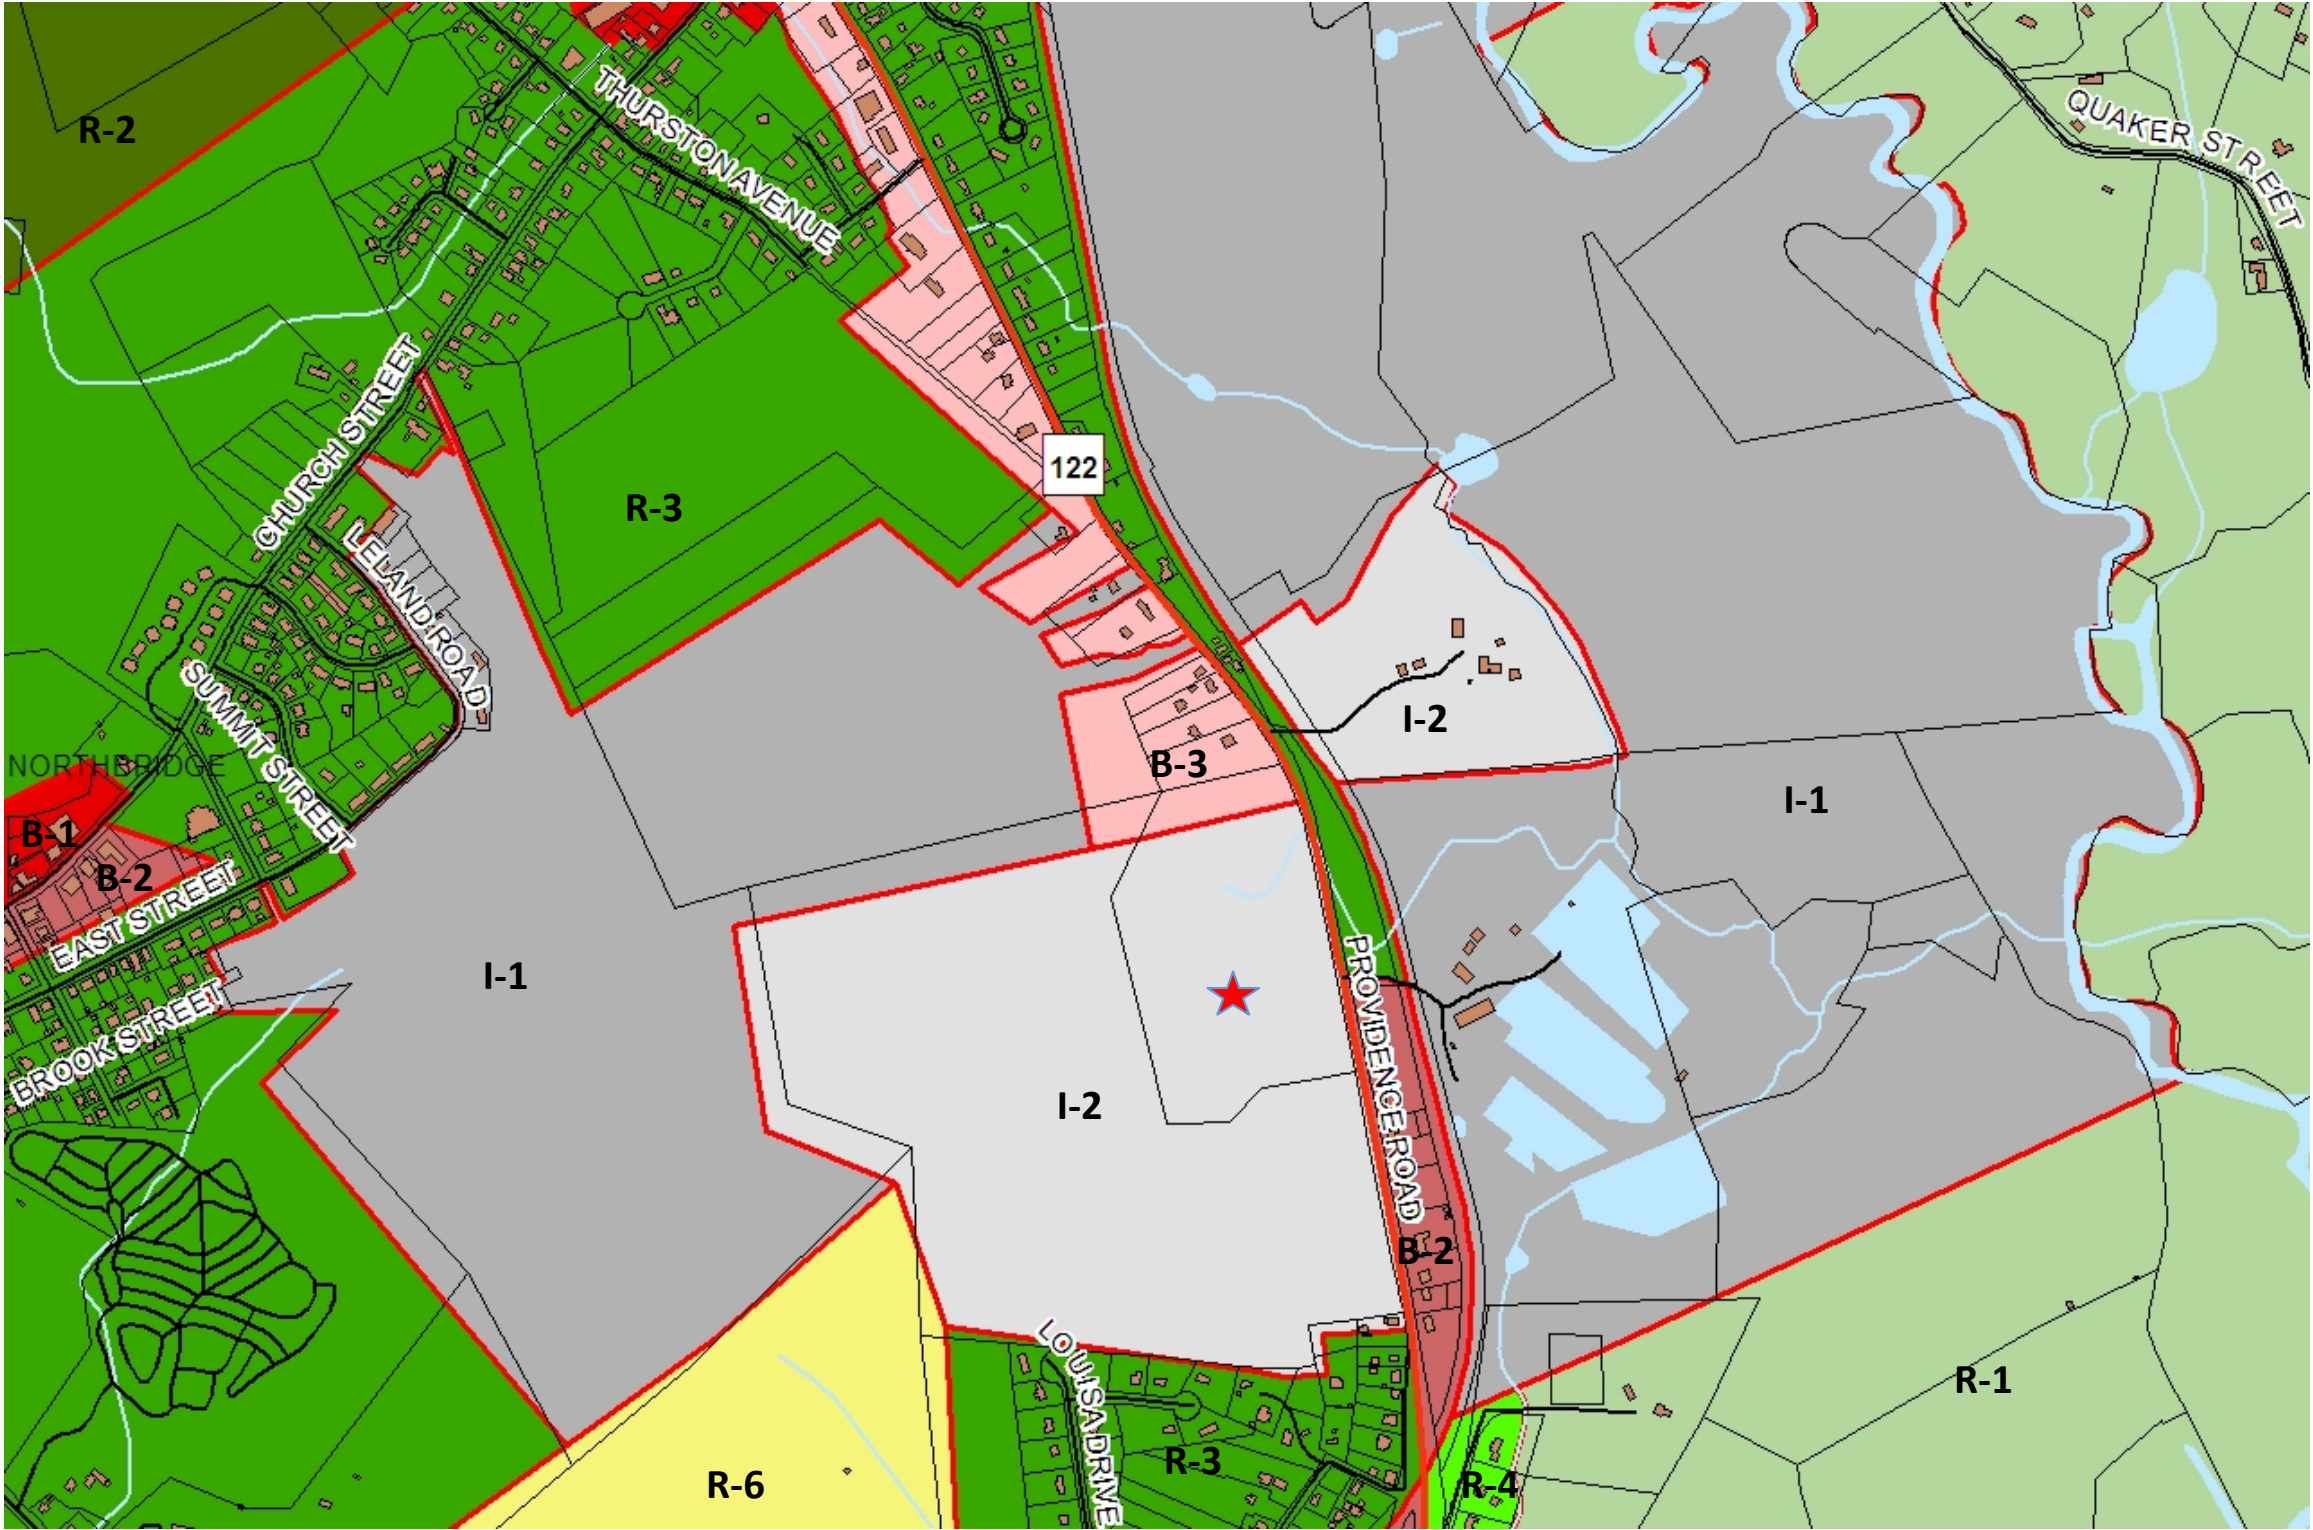 R-2
THURSTON AVENUE
QUAKER STREET
CHURCH STREET
122
R-3
LELAND ROAD
SUMMIT STREET
I-2
NORTHBRIDGE
B-3
I-1
B-1
B-2
EAST STREET
I-1
BROOK STREET
PROVIDENCE ROAD
I-2
B-2
LOUISA DRIVE
R-1
R-3
R-6
R-4